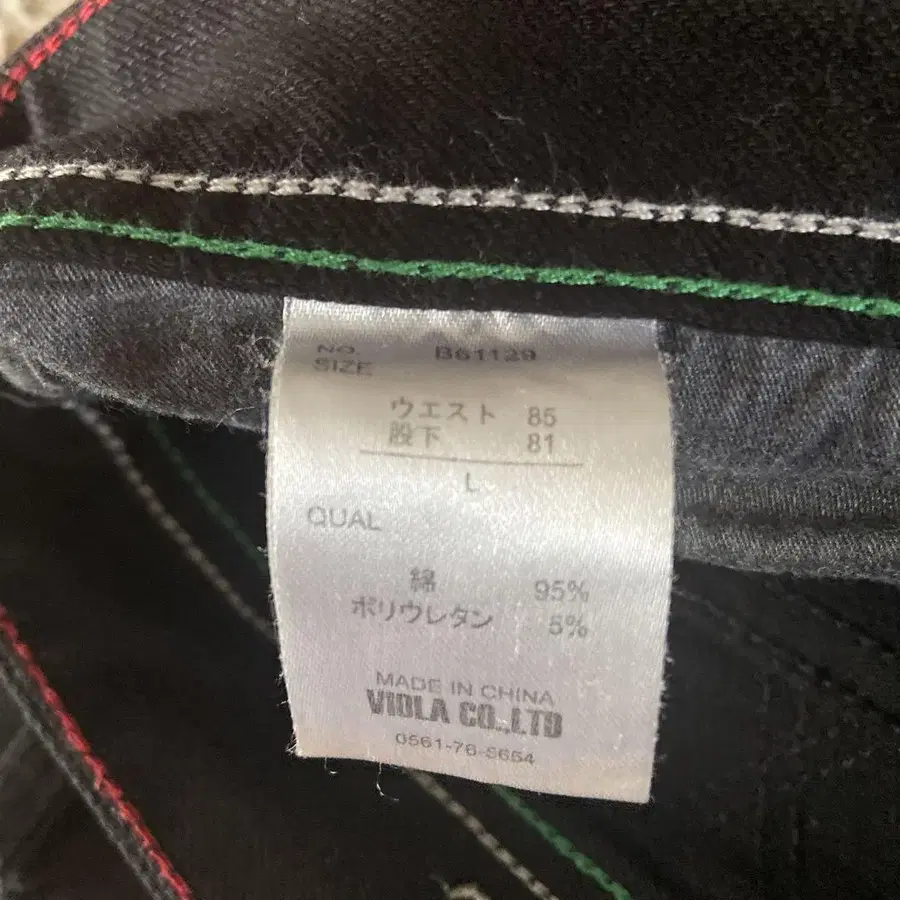 NO. B61129
SIZE
ウエスト 85
股下 81
L
QUAL
綿 95%
ポリウレタン 5%
MADE IN CHINA
VIOLA CO.,LTD
0561-76-5654